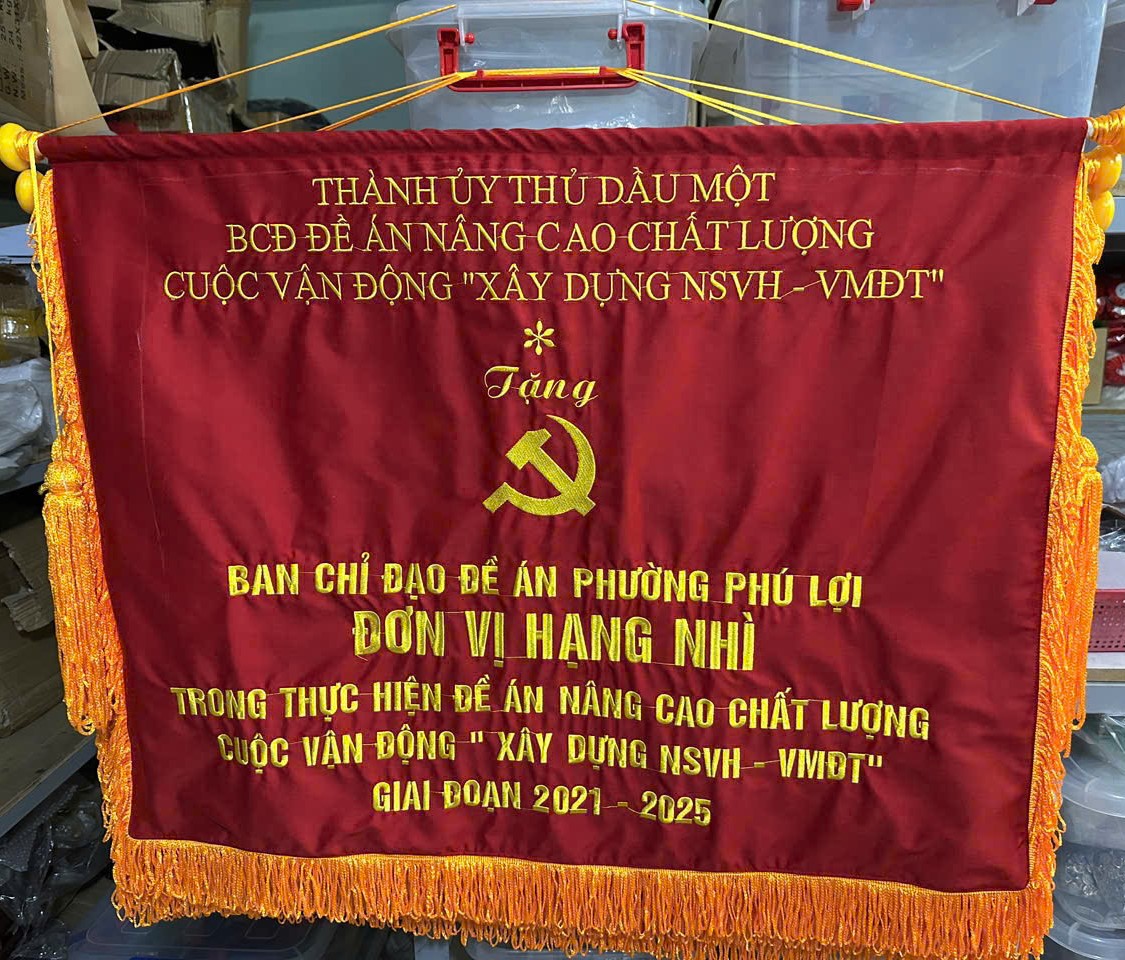 THÀNH ỦY THỦ DẦU MỘT
BCĐ ĐỀ ÁN NÂNG CAO CHẤT LƯỢNG
CUỘC VẬN ĐỘNG "XÂY DỰNG NSVH - VMĐT"
Tặng
BAN CHỈ ĐẠO ĐỀ ÁN PHƯỜNG PHÚ LỢI
ĐƠN VỊ HẠNG NHÌ
TRONG THỰC HIỆN ĐỀ ÁN NÂNG CAO CHẤT LƯỢNG
CUỘC VẬN ĐỘNG " XÂY DỰNG NSVH - VMĐT"
GIAI ĐOẠN 2021 - 2025